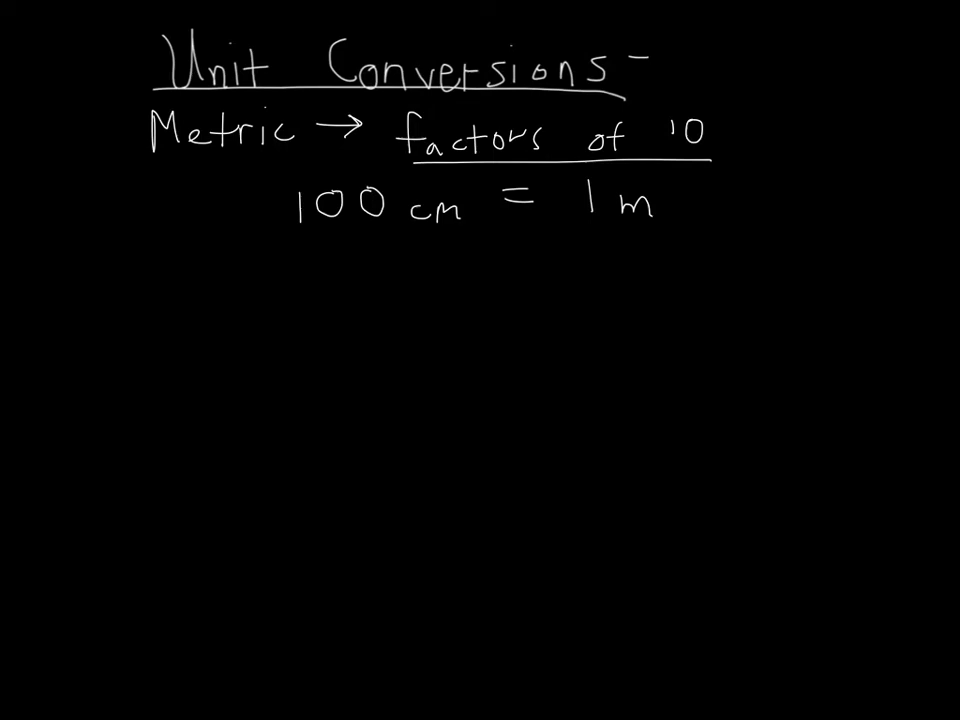 Unit Conversions -
Metric → factors of 10
100 cm = 1 m